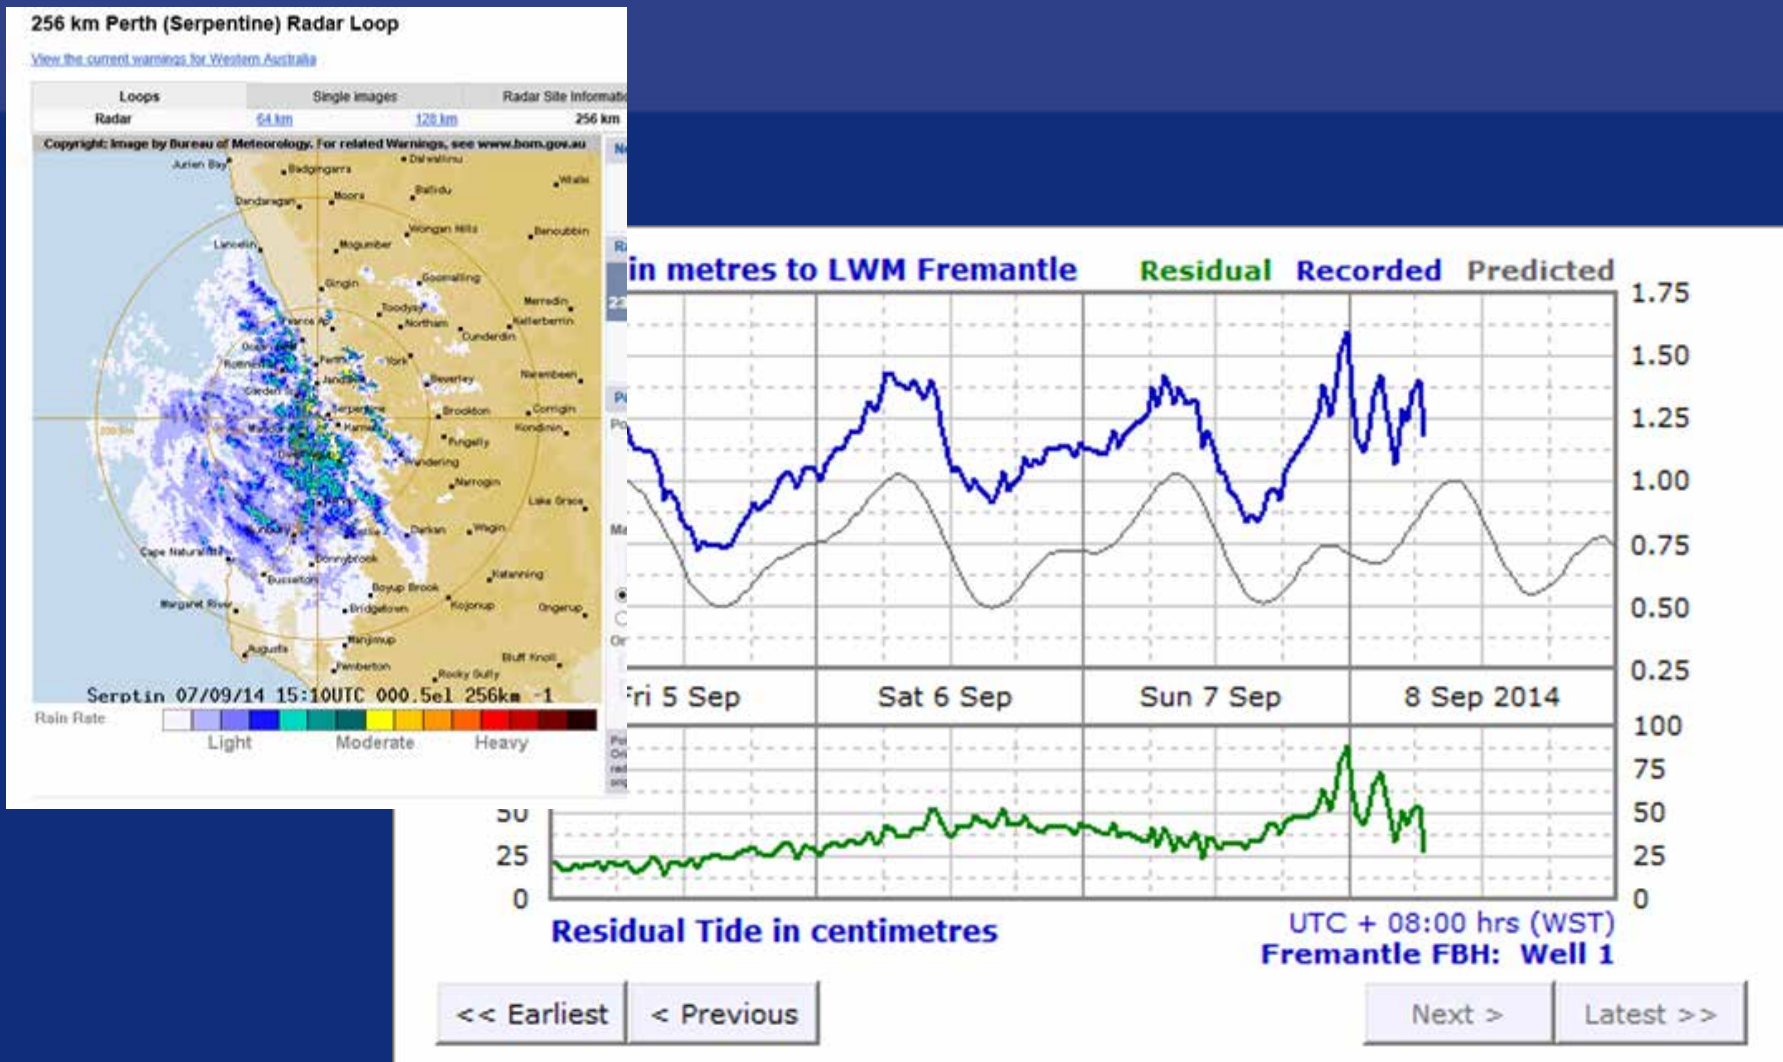 256 km Perth (Serpentine) Radar Loop
View the current warnings for Western Australia
Loops Single images Radar Site
Radar 64 km 128 km 256 km
Copyright: Image by Bureau of Meteorology. For related Warnings, see www.bom.gov.au
Jurien Bay
Dalwallinu
Badgingarra
Ballidu
Dandaragan
Moora
Lancelin
Mogumber
Wongan Hills
Benoubbin
Gingin
Goomalling
Toodyay
Merredin
Pearce Ap
Northam
Kellerberrin
Cunderdin
Perth
York
Beverley
Narembeen
Serpentine
Brookton
Corrigin
Kondinin
Pingelly
Wandering
Narrogin
Lake Grace
Darkan
Wagin
Donnybrook
Busselton
Katanning
Boyup Brook
Margaret River
Bridgetown
Kojonup
Ongerup
Manjimup
Augusta
Bluff Knoll
Pemberton
Rocky Gully
Serptin 07/09/14 15:10UTC 000.5el 256km -1
Rain Rate
Light Moderate Heavy
in metres to LWM Fremantle Residual Recorded Predicted
1.75
1.50
1.25
1.00
0.75
0.50
0.25
Fri 5 Sep Sat 6 Sep Sun 7 Sep 8 Sep 2014
100
75
50 50
25 25
0 0
Residual Tide in centimetres UTC + 08:00 hrs (WST)
Fremantle FBH: Well 1
<< Earliest < Previous Next > Latest >>